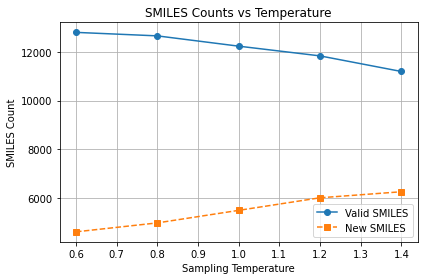 SMILES Counts vs Temperature
SMILES Count
12000
10000
8000
6000
0.6 0.7 0.8 0.9 1.0 1.1 1.2 1.3 1.4
Sampling Temperature
Valid SMILES
New SMILES